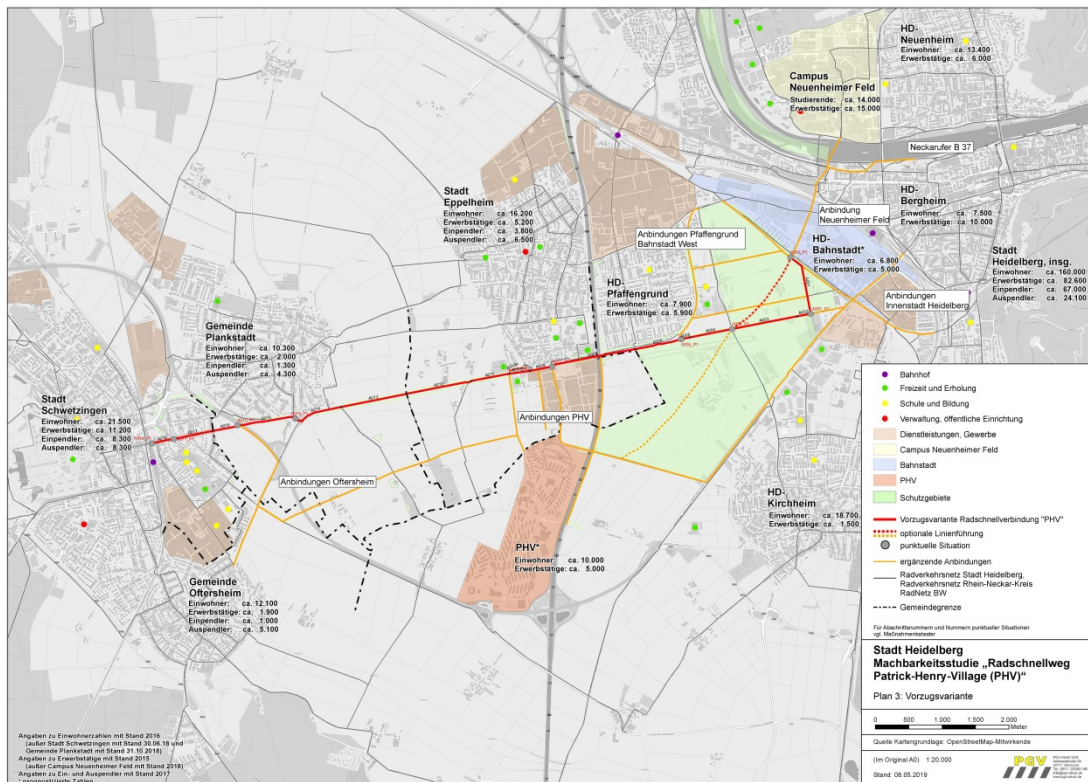 HD-
Neuenheim
Einwohner: ca. 13.400
Erwerbstätige: ca. 6.000
Campus
Neuenheimer Feld
Studierende: ca. 14.000
Erwerbstätige: ca. 15.000
Neckarufer B 37
HD-
Bergheim
Einwohner: ca. 7.500
Erwerbstätige: ca. 10.000
Anbindung
Neuenheimer Feld
Stadt
Eppelheim
Einwohner: ca. 16.200
Erwerbstätige: ca. 5.200
Einpendler: ca. 3.800
Auspendler: ca. 6.500
Anbindungen Pfaffengrund
Bahnstadt West
HD-
Bahnstadt*
Einwohner: ca. 6.800
Erwerbstätige: ca. 5.000
Stadt
Heidelberg, insg.
Einwohner: ca. 160.000
Erwerbstätige: ca. 82.600
Einpendler: ca. 67.000
Auspendler: ca. 24.100
HD-
Pfaffengrund
Einwohner: ca. 7.900
Erwerbstätige: ca. 5.900
Anbindungen
Innenstadt Heidelberg
Gemeinde
Plankstadt
Einwohner: ca. 10.300
Erwerbstätige: ca. 2.000
Einpendler: ca. 1.300
Auspendler: ca. 4.300
Stadt
Schwetzingen
Einwohner: ca. 21.500
Erwerbstätige: ca. 11.200
Einpendler: ca. 8.300
Auspendler: ca. 6.300
Anbindungen PHV
Anbindungen Oftersheim
HD-
Kirchheim
Einwohner: ca. 18.700
Erwerbstätige: ca. 1.500
PHV*
Einwohner: ca. 10.000
Erwerbstätige: ca. 5.000
Gemeinde
Oftersheim
Einwohner: ca. 12.100
Erwerbstätige: ca. 1.900
Einpendler: ca. 1.000
Auspendler: ca. 5.100
Bahnhof
Freizeit und Erholung
Schule und Bildung
Verwaltung, öffentliche Einrichtung
Dienstleistungen, Gewerbe
Campus Neuenheimer Feld
Bahnstadt
PHV
Schutzgebiete
Vorzugsvariante Radschnellverbindung "PHV"
optionale Linienführung
punktuelle Situation
ergänzende Anbindungen
Radverkehrsnetz Stadt Heidelberg,
Radverkehrsnetz Rhein-Neckar-Kreis
RadNetz BW
Gemeindegrenze
Für Abschnittsnummern und Nummern punktueller Situationen
vgl. Maßnahmenkataster
Stadt Heidelberg
Machbarkeitsstudie „Radschnellweg
Patrick-Henry-Village (PHV)“
Plan 3: Vorzugsvariante
0 500 1.000 1.500 2.000
Meter
Quelle Kartengrundlage: OpenStreetMap-Mitwirkende
(Im Original A0) 1:20.000
Stand: 08.05.2019
PGV
Angaben zu Einwohnerzahlen mit Stand 2016
(außer Stadt Schwetzingen mit Stand 30.06.18 und
Gemeinde Plankstadt mit Stand 31.10.2018)
Angaben zu Erwerbstätige mit Stand 2015
(außer Campus Neuenheimer Feld mit Stand 2018)
Angaben zu Ein- und Auspendler mit Stand 2017
* prognostizierte Zahlen